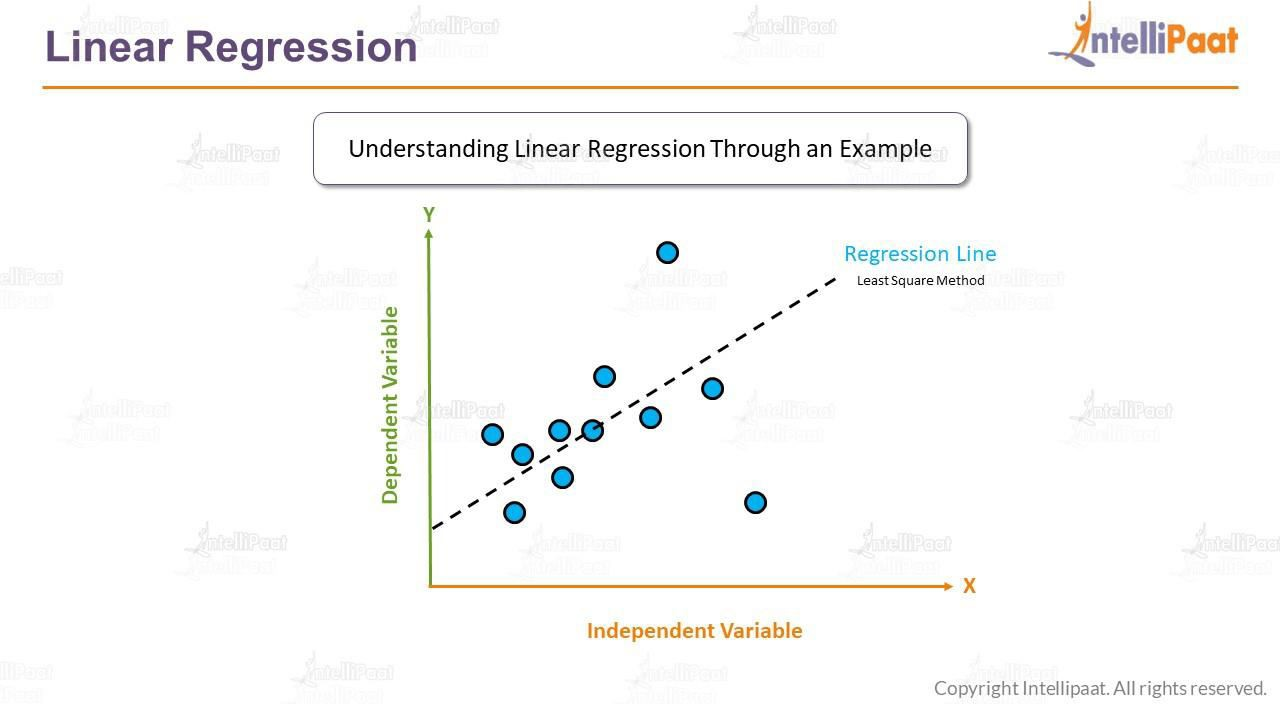 Linear Regression
IntelliPaat
Understanding Linear Regression Through an Example
Y
Regression Line
Least Square Method
Dependent Variable
X
Independent Variable
Copyright Intellipaat. All rights reserved.